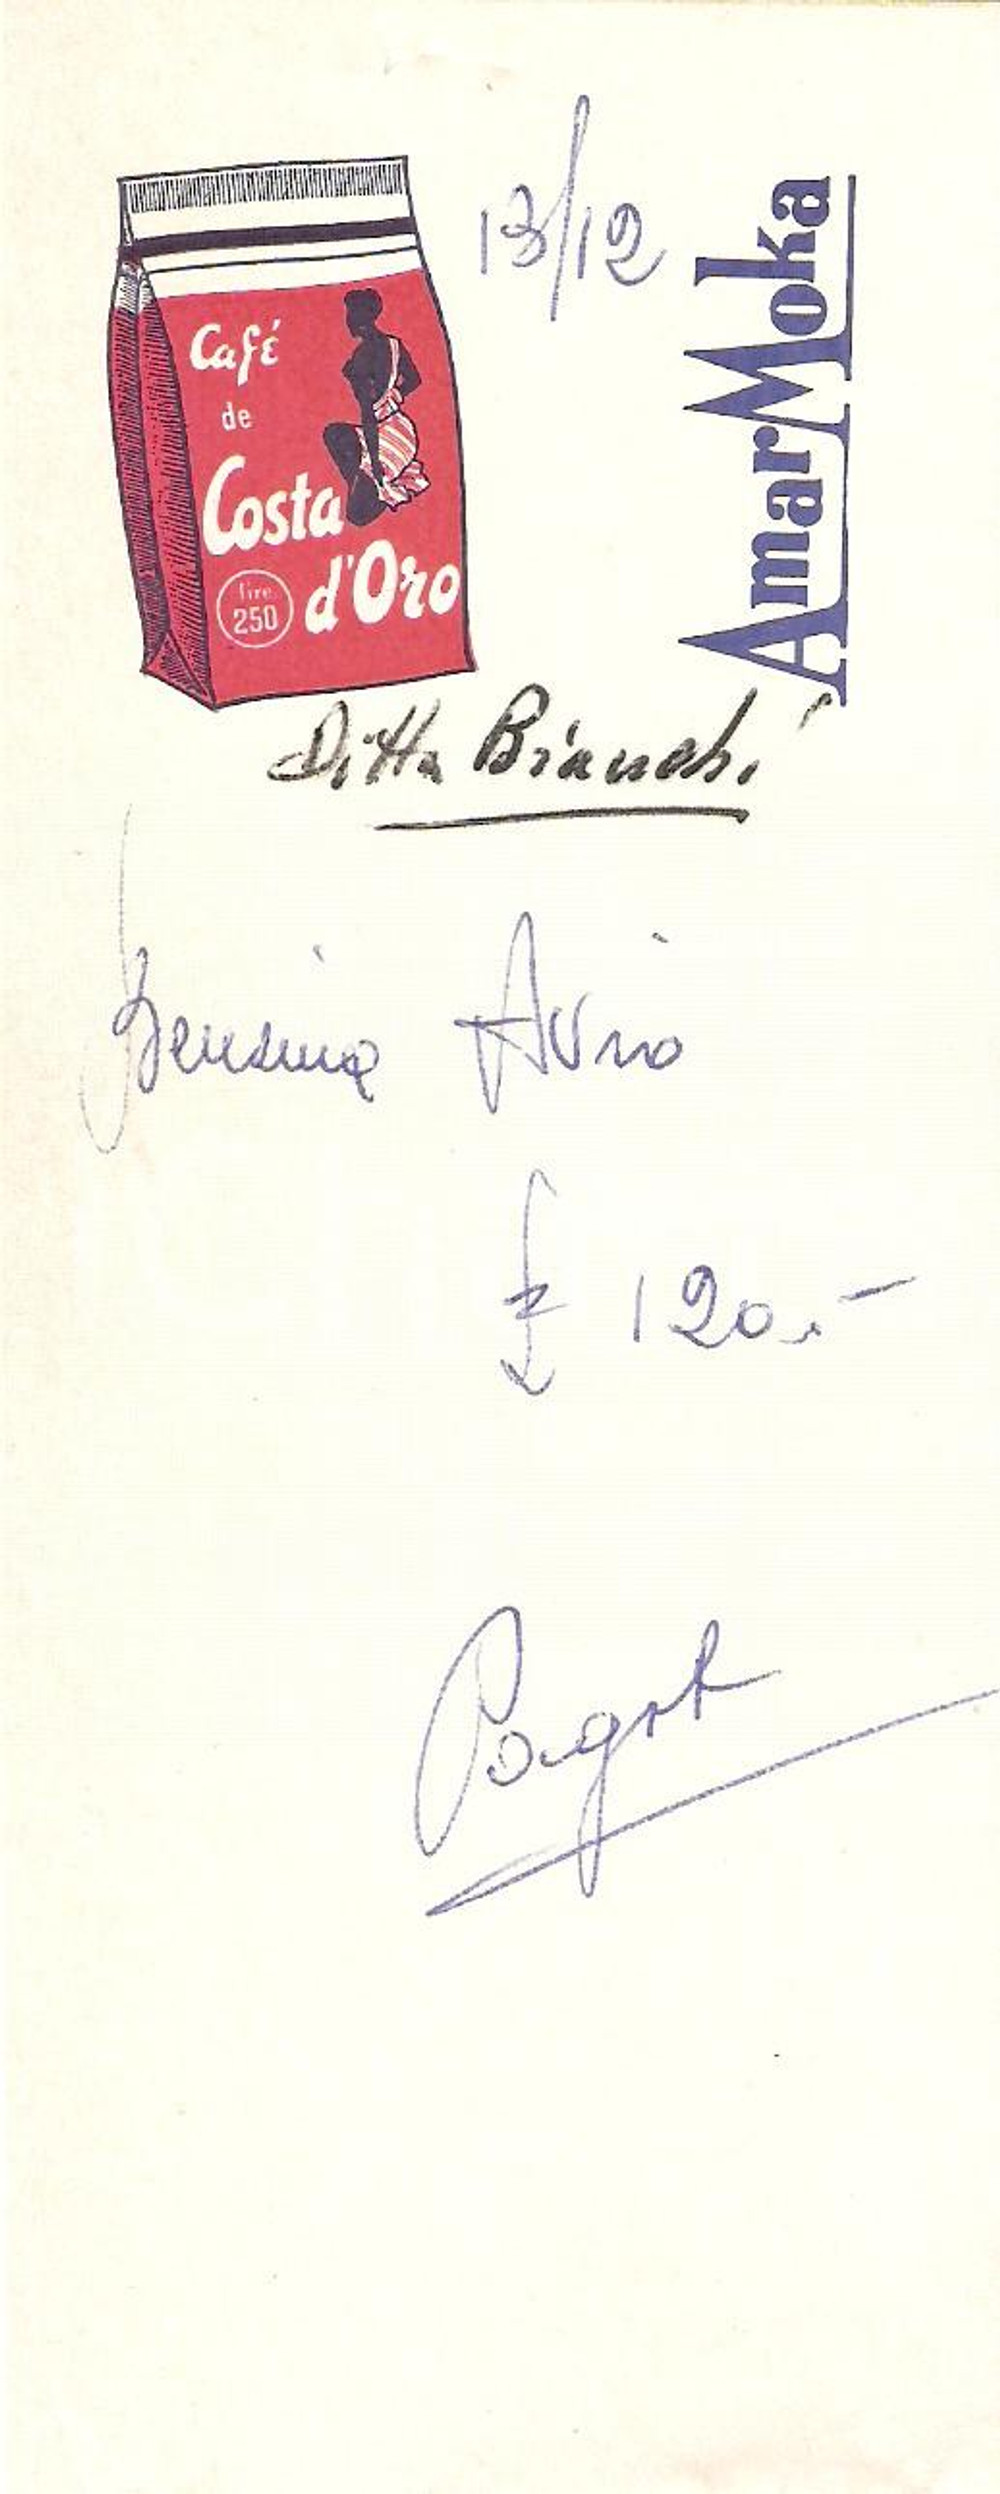 13/12
AmarMoka
Café
de
Costa
d'Oro
lire
250
Ditta Bianchi
Benzina Avio
£ 120.-